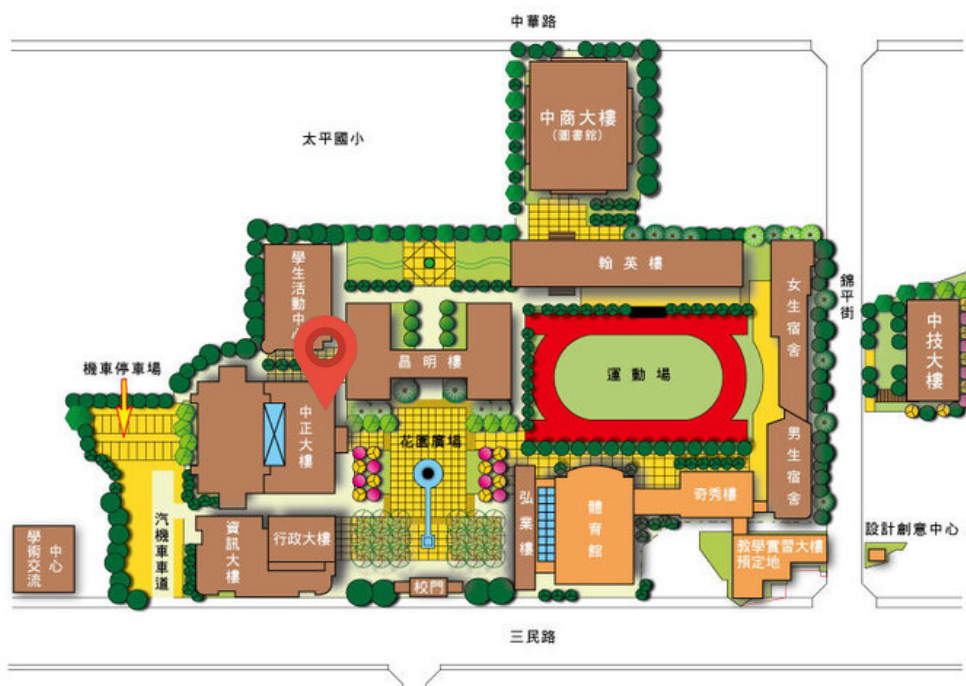 中華路
中商大樓
(圖書館)
太平國小
翰英樓
學生活動中心
女生宿舍
錦平街
中技大樓
昌明樓
運動場
機車停車場
中正大樓
花園廣場
男生宿舍
弘業樓
體育館
奇秀樓
資訊大樓
行政大樓
汽機車車道
學術交流
中心
設計創意中心
教學實習大樓
預定地
校門
三民路